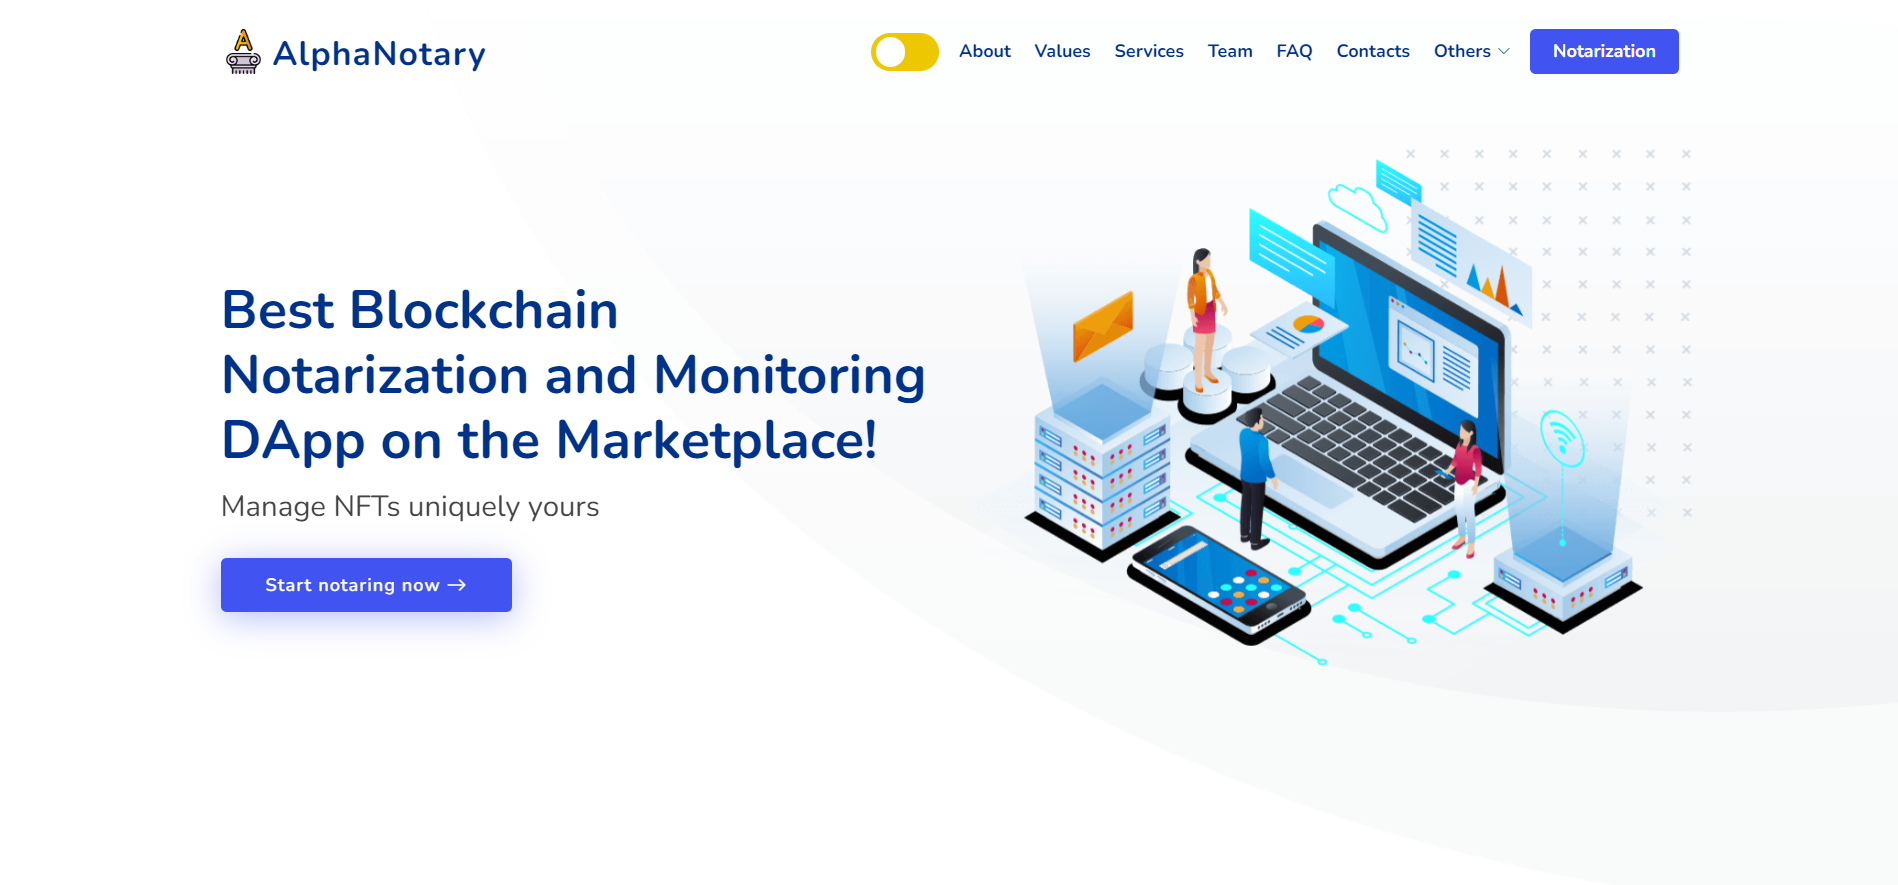 AlphaNotary
About Values Services Team FAQ Contacts Others Notarization
Best Blockchain
Notarization and Monitoring
DApp on the Marketplace!
Manage NFTs uniquely yours
Start notaring now →